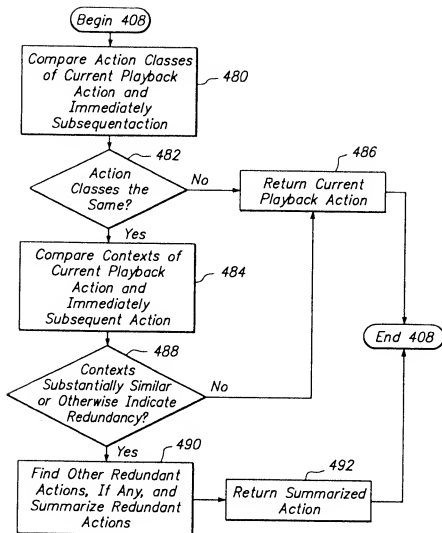 Begin 408
Compare Action Classes
of Current Playback
Action and
Immediately
Subsequentaction
480
482
Action
Classes the
Same?
No
Yes
486
Return Current
Playback Action
Compare Contexts of
Current Playback
Action and
Immediately
Subsequent Action
484
End 408
488
Contexts
Substantially Similar
or Otherwise Indicate
Redundancy?
No
Yes
490
Find Other Redundant
Actions, If Any, and
Summarize Redundant
Actions
492
Return Summarized
Action